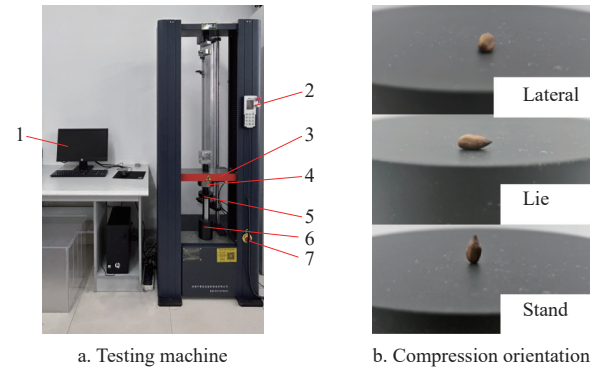 1
2
3
4
5
6
7
Lateral
Lie
Stand
a. Testing machine
b. Compression orientation